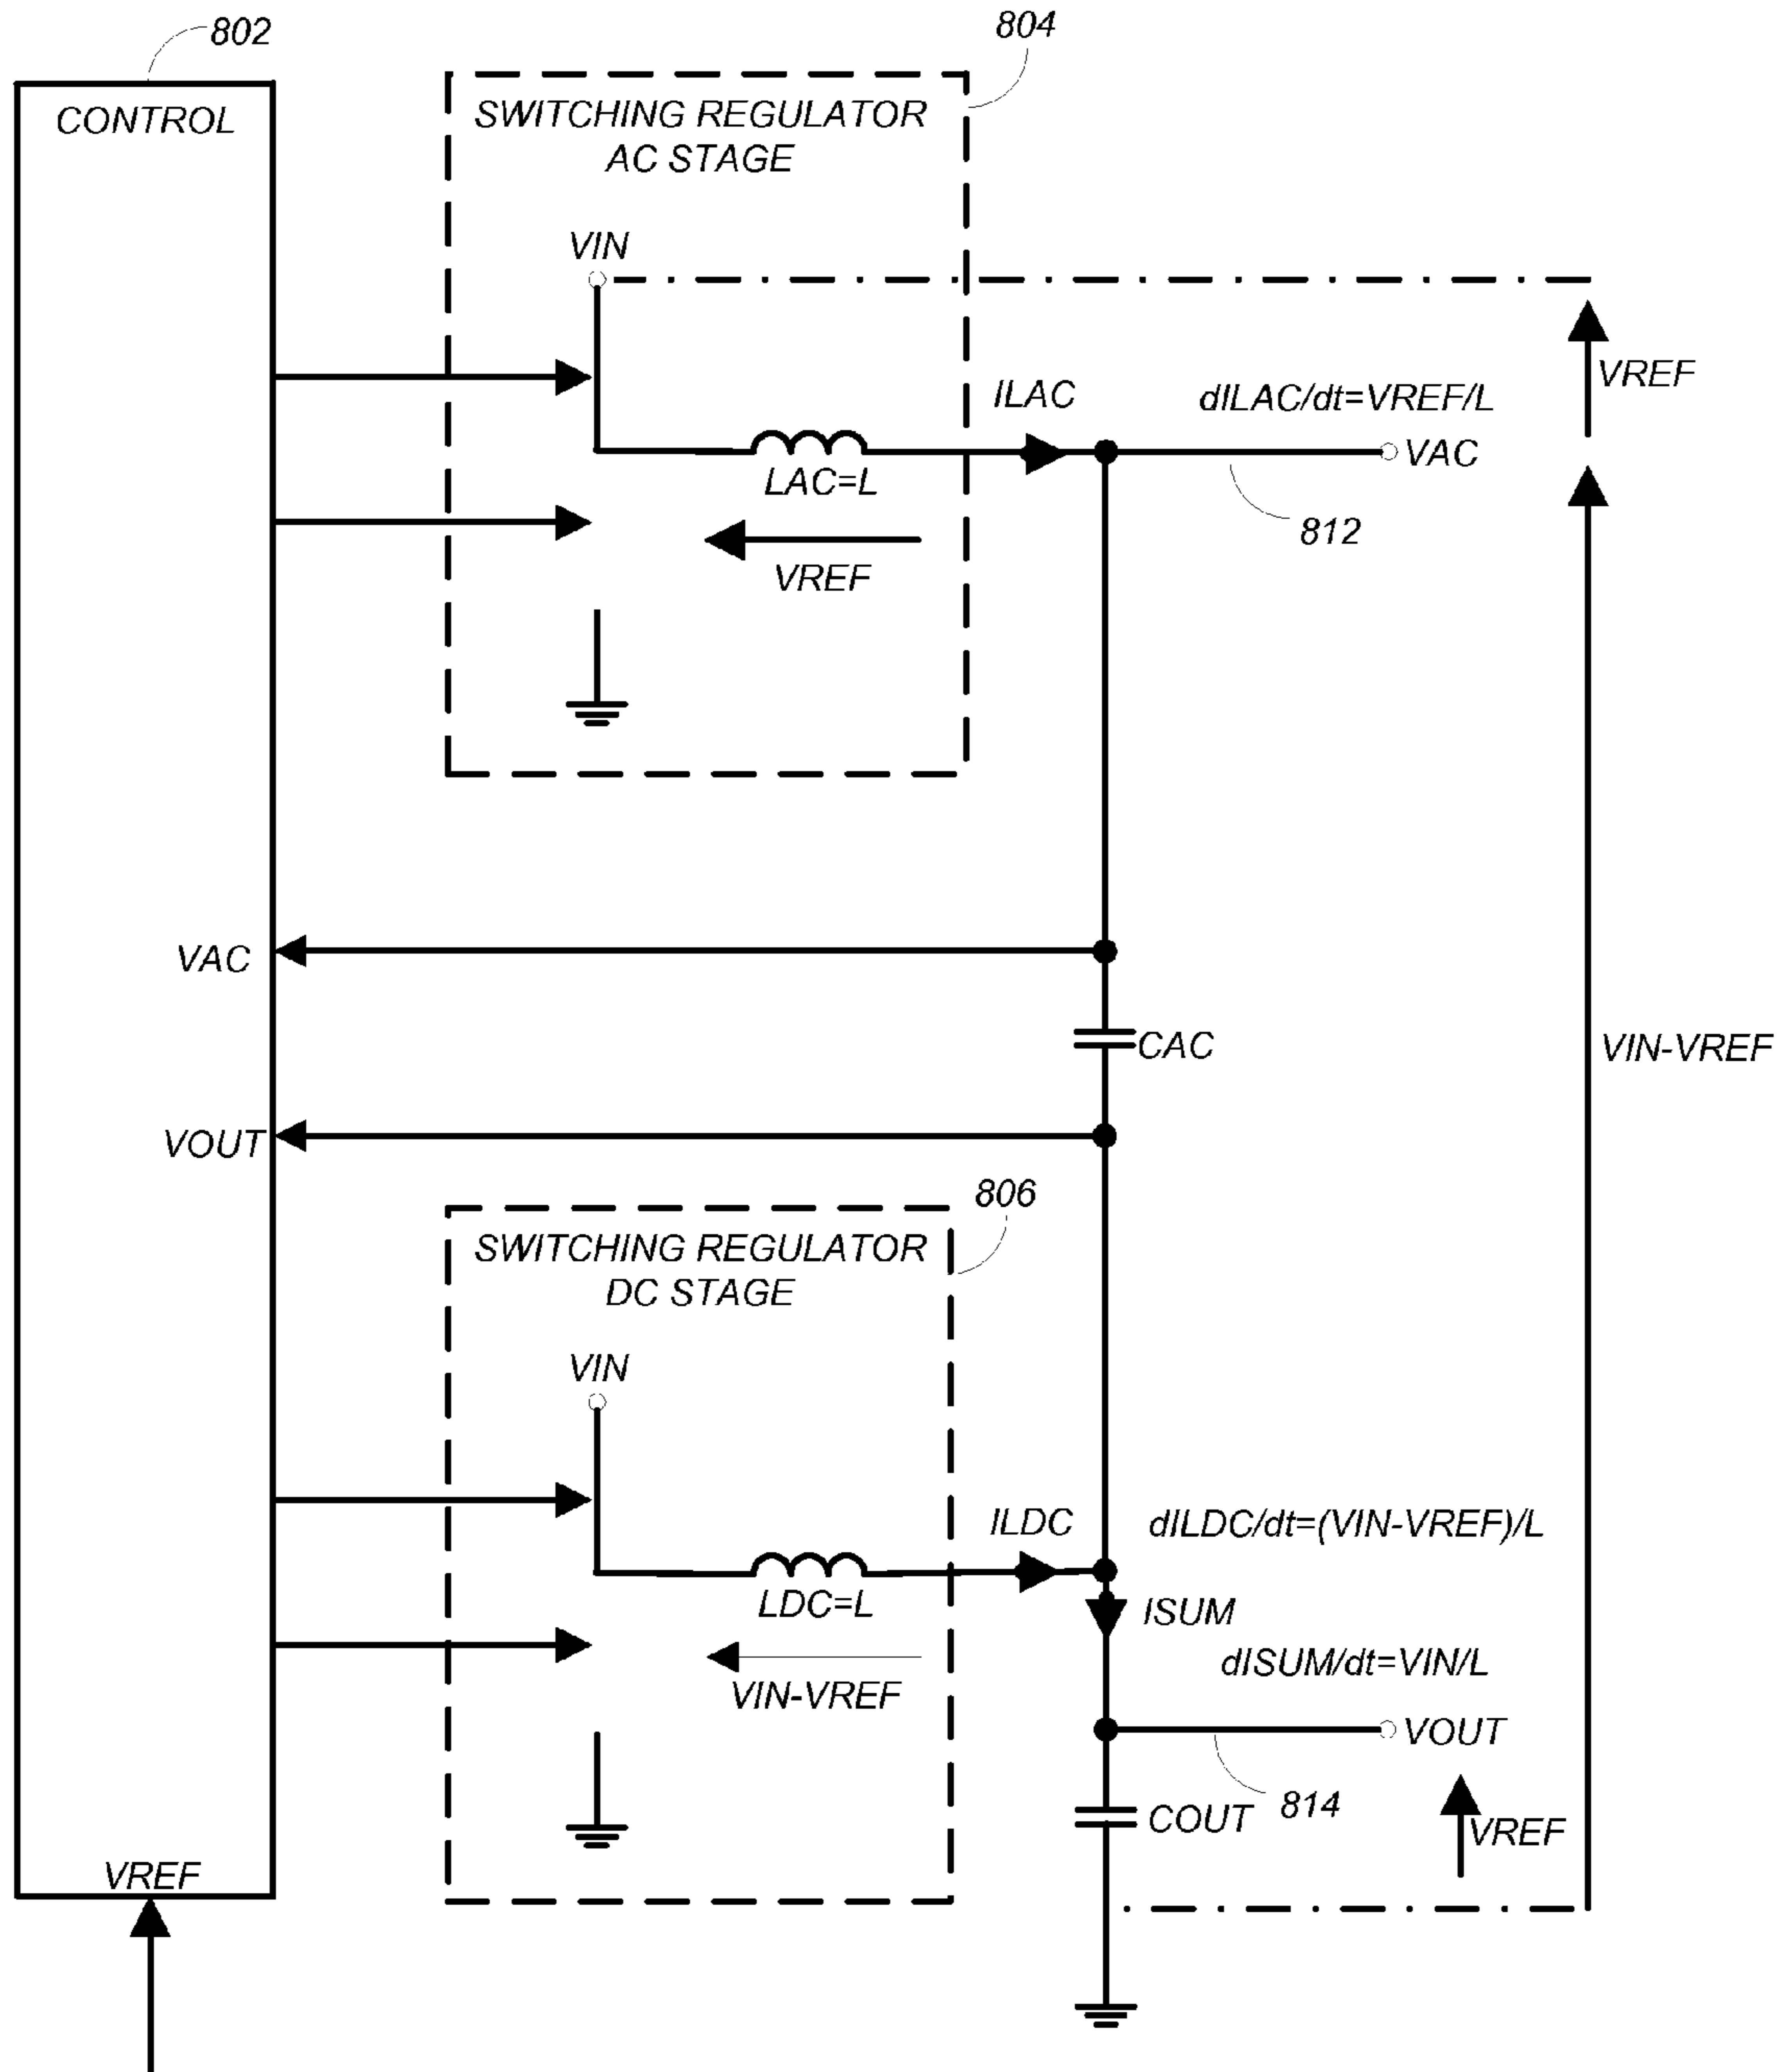 802
804
CONTROL
SWITCHING REGULATOR
AC STAGE
VIN
VREF
ILAC
dILAC/dt=VREF/L
VAC
LAC=L
812
VREF
VAC
CAC
VIN-VREF
VOUT
806
SWITCHING REGULATOR
DC STAGE
VIN
ILDC
dILDC/dt=(VIN-VREF)/L
LDC=L
ISUM
dISUM/dt=VIN/L
VIN-VREF
VOUT
814
COUT
VREF
VREF